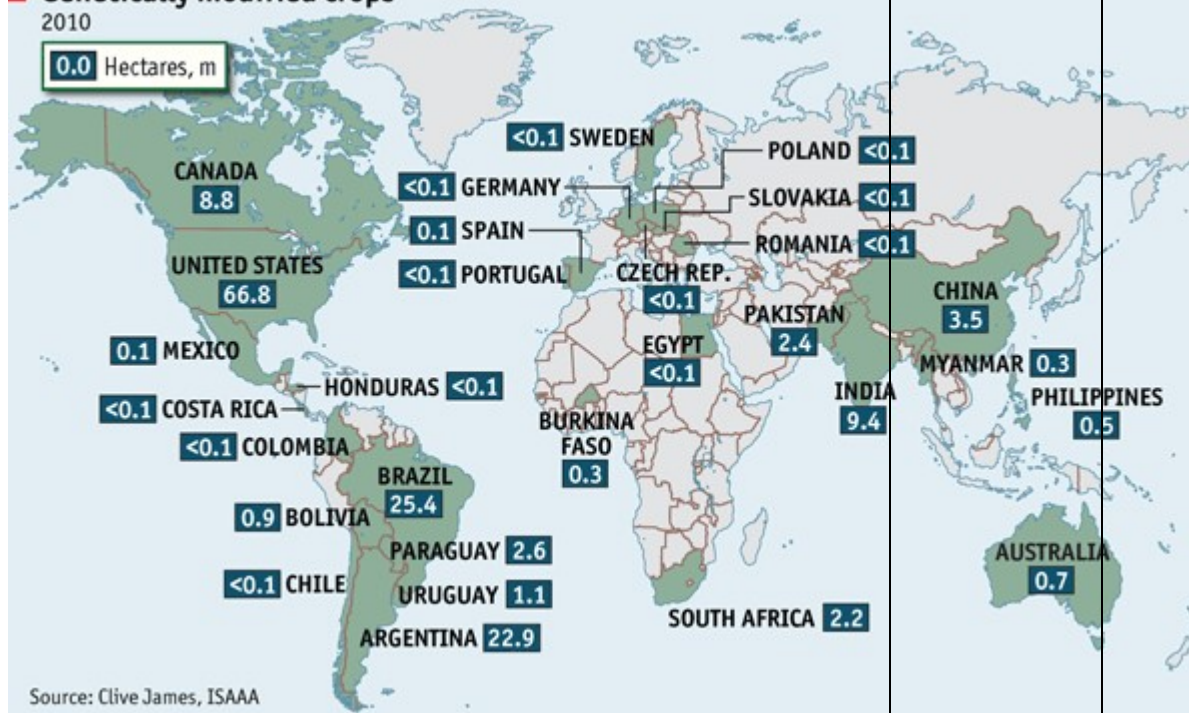 Genetically modified crops
2010
0.0 Hectares, m
CANADA
8.8
UNITED STATES
66.8
0.1 MEXICO
HONDURAS <0.1
<0.1 COSTA RICA
<0.1 COLOMBIA
BRAZIL
25.4
0.9 BOLIVIA
PARAGUAY 2.6
<0.1 CHILE
URUGUAY 1.1
ARGENTINA 22.9
<0.1 SWEDEN
<0.1 GERMANY
0.1 SPAIN
<0.1 PORTUGAL
POLAND <0.1
SLOVAKIA <0.1
ROMANIA <0.1
CZECH REP.
<0.1
EGYPT
<0.1
BURKINA
FASO
0.3
SOUTH AFRICA 2.2
PAKISTAN
2.4
INDIA
9.4
CHINA
3.5
MYANMAR 0.3
PHILIPPINES
0.5
AUSTRALIA
0.7
Source: Clive James, ISAAA